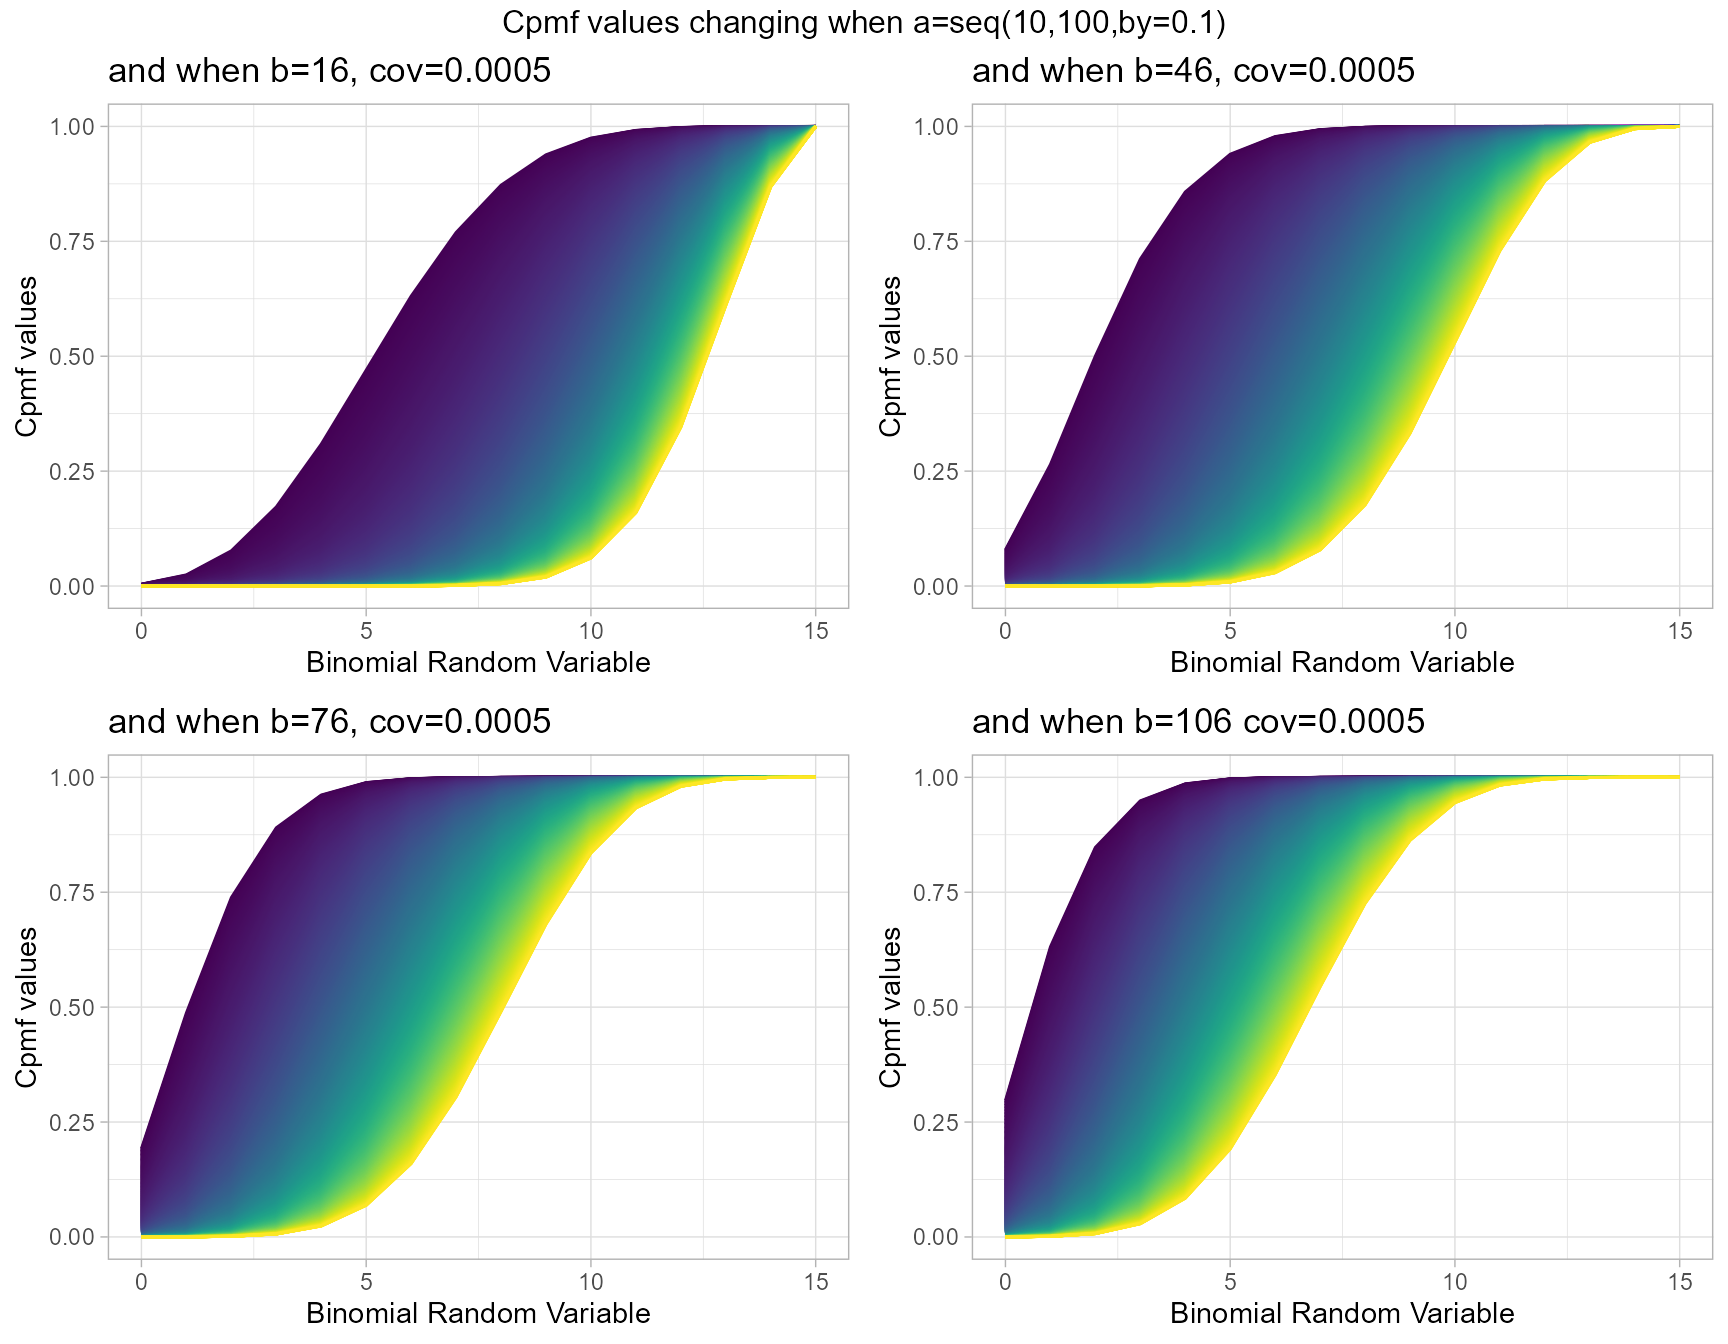 Cpmf values changing when a=seq(10,100,by=0.1)
and when b=16, cov=0.0005
1.00
0.75
0.50
0.25
0.00
Cpmf values
0 5 10 15
Binomial Random Variable
and when b=46, cov=0.0005
1.00
0.75
0.50
0.25
0.00
Cpmf values
0 5 10 15
Binomial Random Variable
and when b=76, cov=0.0005
1.00
0.75
0.50
0.25
0.00
Cpmf values
0 5 10 15
Binomial Random Variable
and when b=106 cov=0.0005
1.00
0.75
0.50
0.25
0.00
Cpmf values
0 5 10 15
Binomial Random Variable